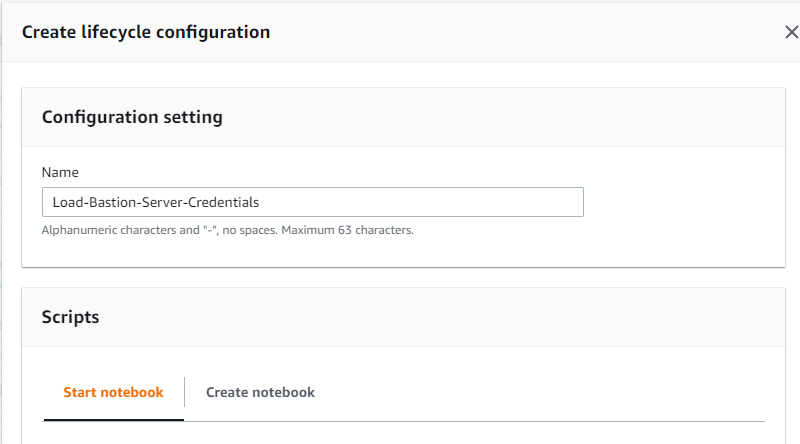 Create lifecycle configuration
Configuration setting
Name
Load-Bastion-Server-Credentials
Alphanumeric characters and "-", no spaces. Maximum 63 characters.
Scripts
Start notebook Create notebook